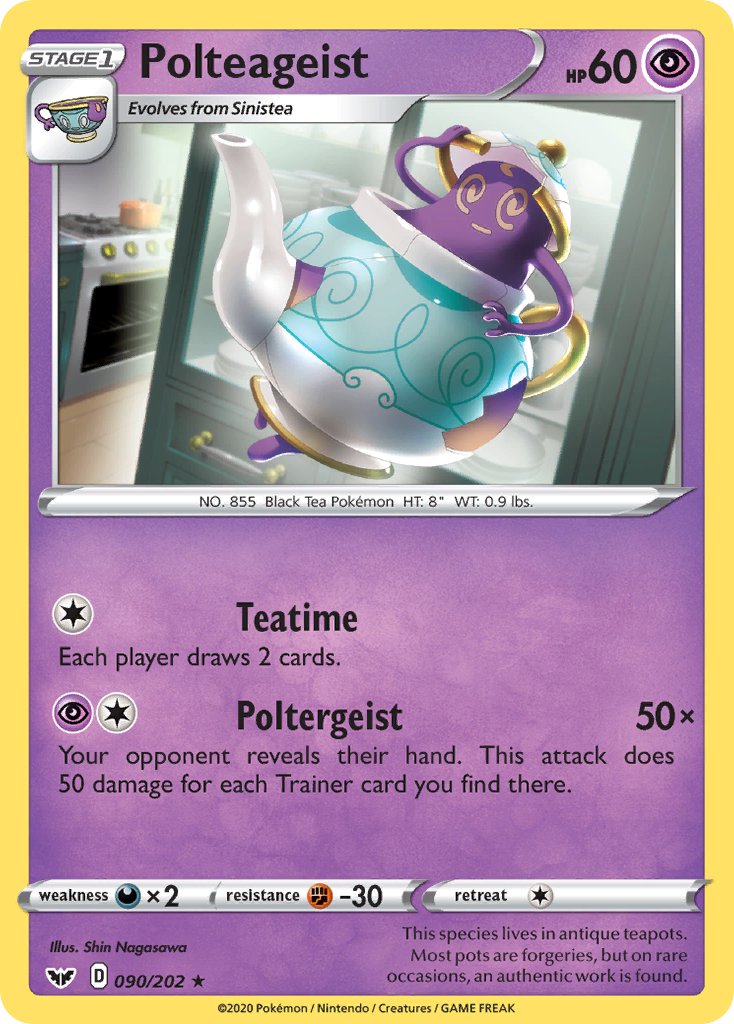 STAGE1
Polteageist
HP60
Evolves from Sinistea
NO. 855 Black Tea Pokémon HT: 8" WT: 0.9 lbs.
Teatime
Each player draws 2 cards.
Poltergeist 50×
Your opponent reveals their hand. This attack does
50 damage for each Trainer card you find there.
weakness ×2 resistance -30 retreat
Illus. Shin Nagasawa
D 090/202 ★
This species lives in antique teapots.
Most pots are forgeries, but on rare
occasions, an authentic work is found.
©2020 Pokémon / Nintendo / Creatures / GAME FREAK